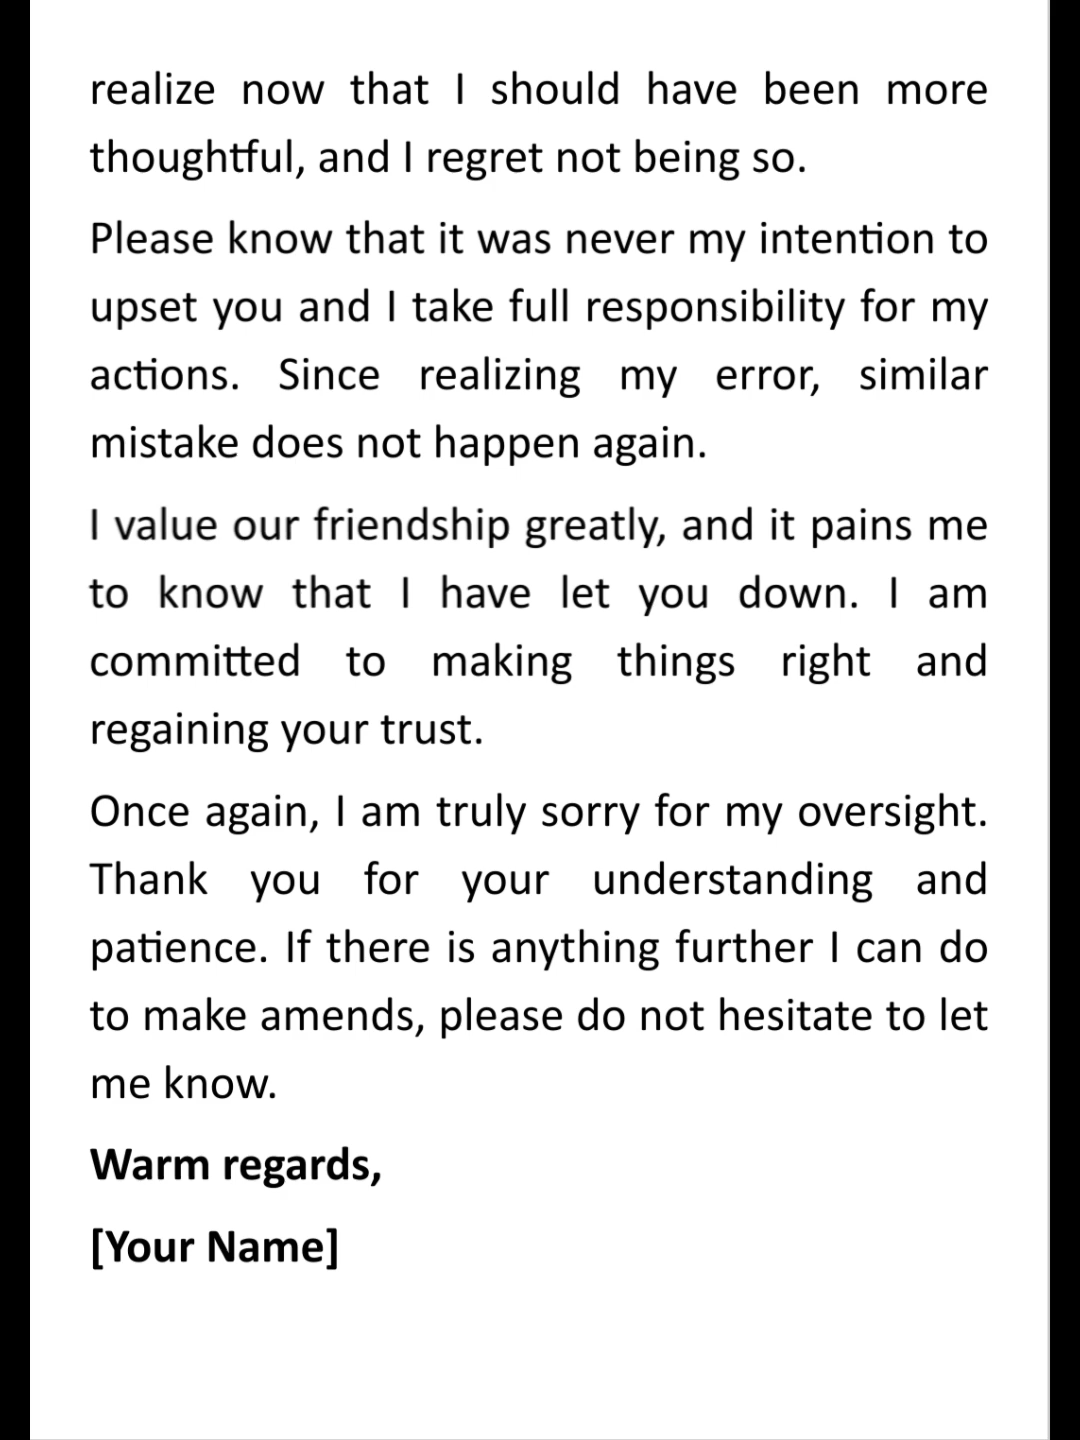 realize now that I should have been more
thoughtful, and I regret not being so.
Please know that it was never my intention to
upset you and I take full responsibility for my
actions. Since realizing my error, similar
mistake does not happen again.
I value our friendship greatly, and it pains me
to know that I have let you down. I am
committed to making things right and
regaining your trust.
Once again, I am truly sorry for my oversight.
Thank you for your understanding and
patience. If there is anything further I can do
to make amends, please do not hesitate to let
me know.
Warm regards,
[Your Name]